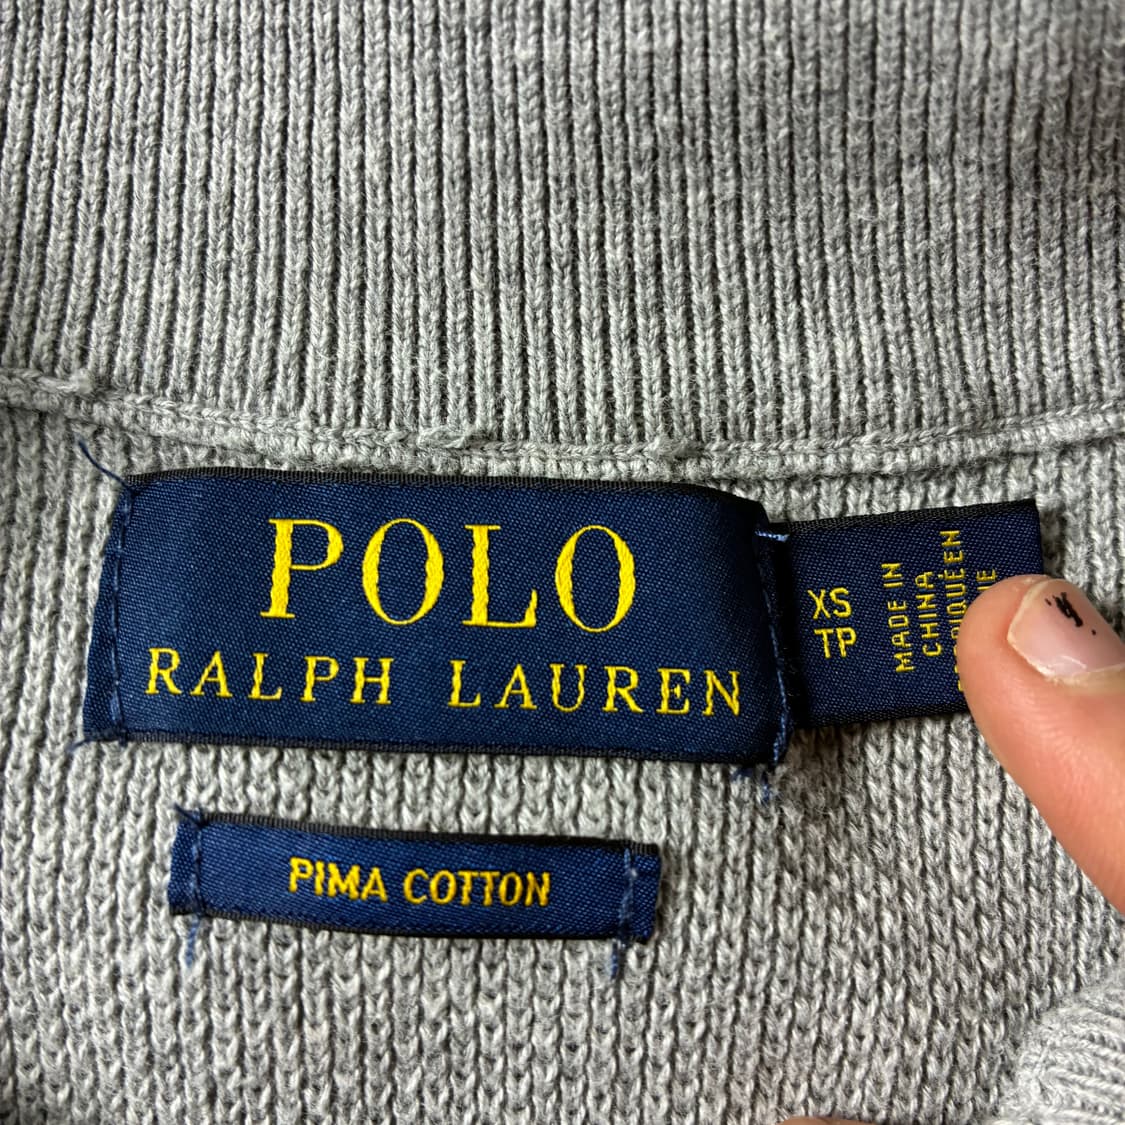 POLO
RALPH LAUREN
XS
TP
MADE IN
CHINA
PIMA COTTON